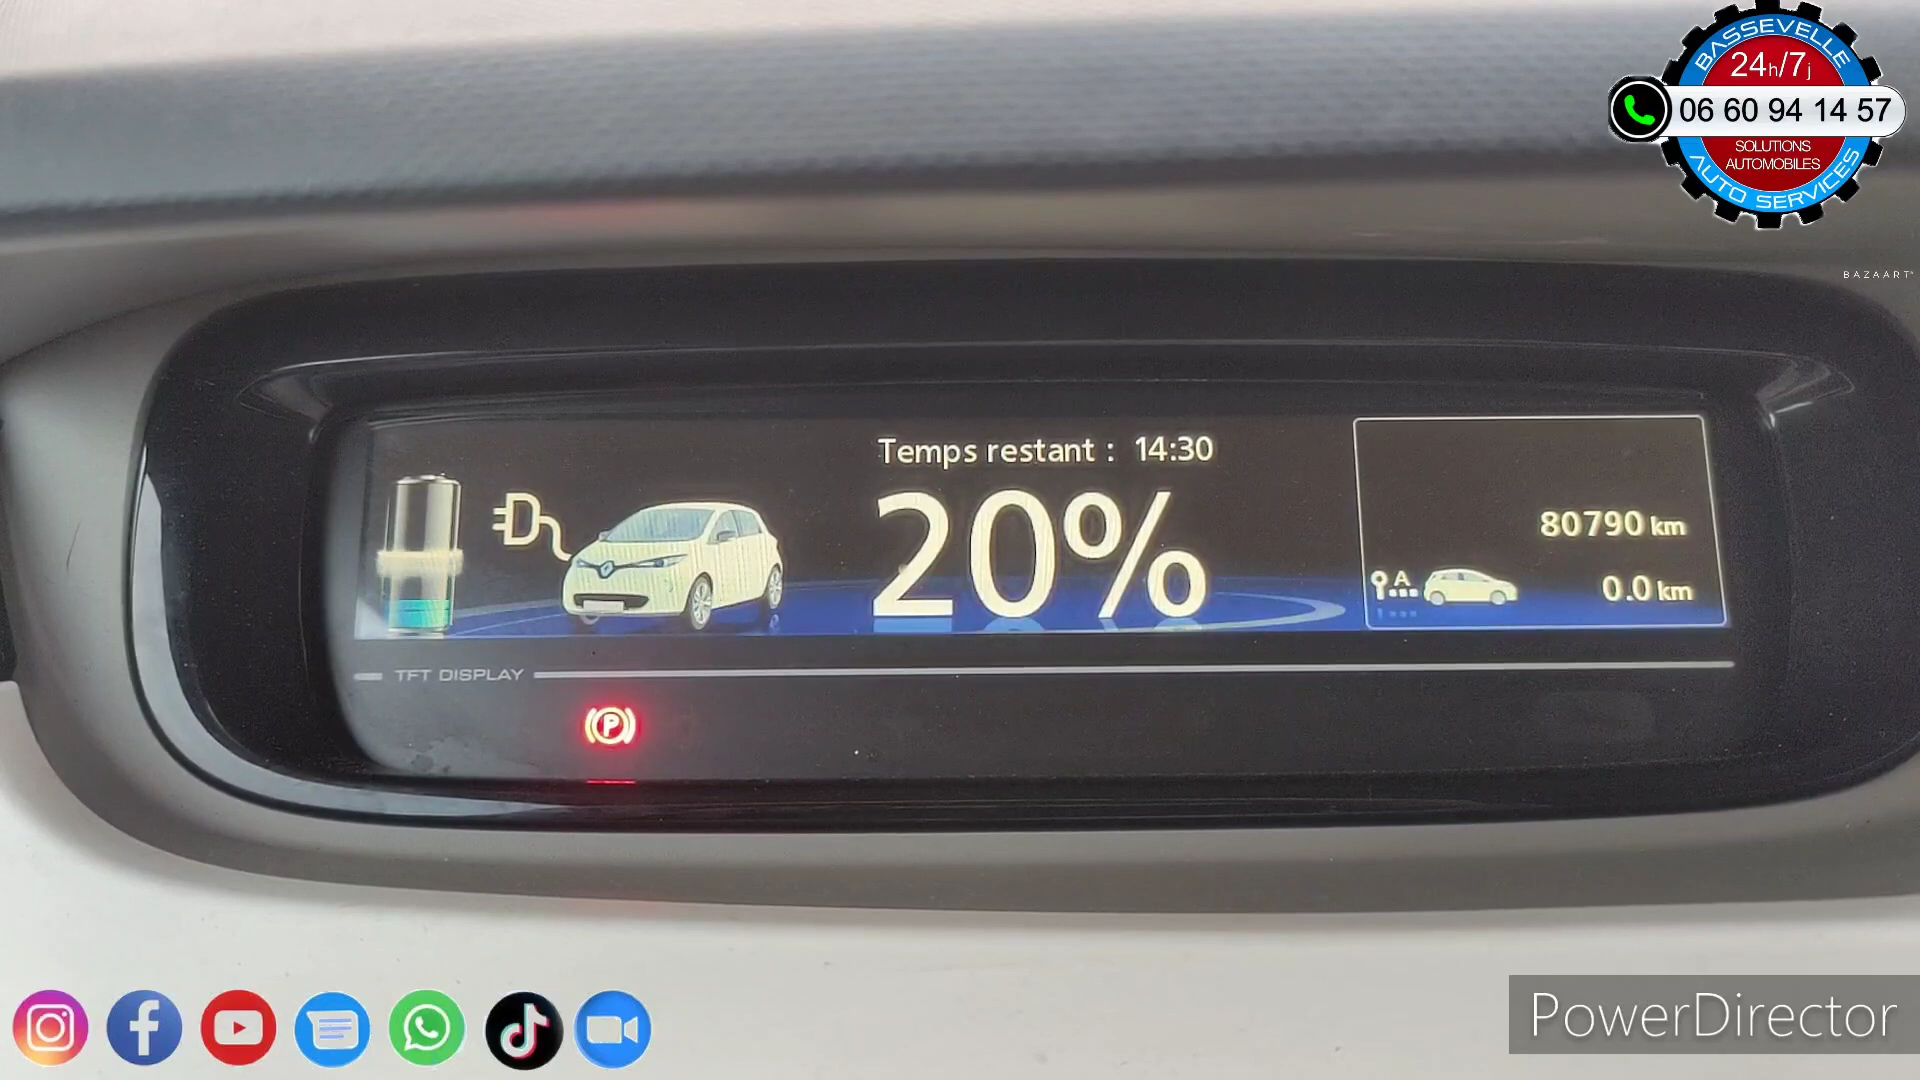 BASSEVELLE
24h/7j
06 60 94 14 57
SOLUTIONS
AUTOMOBILES
AUTO SERVICES
BAZAART
Temps restant : 14:30
20%
80790 km
A
0.0 km
TFT DISPLAY
P
PowerDirector